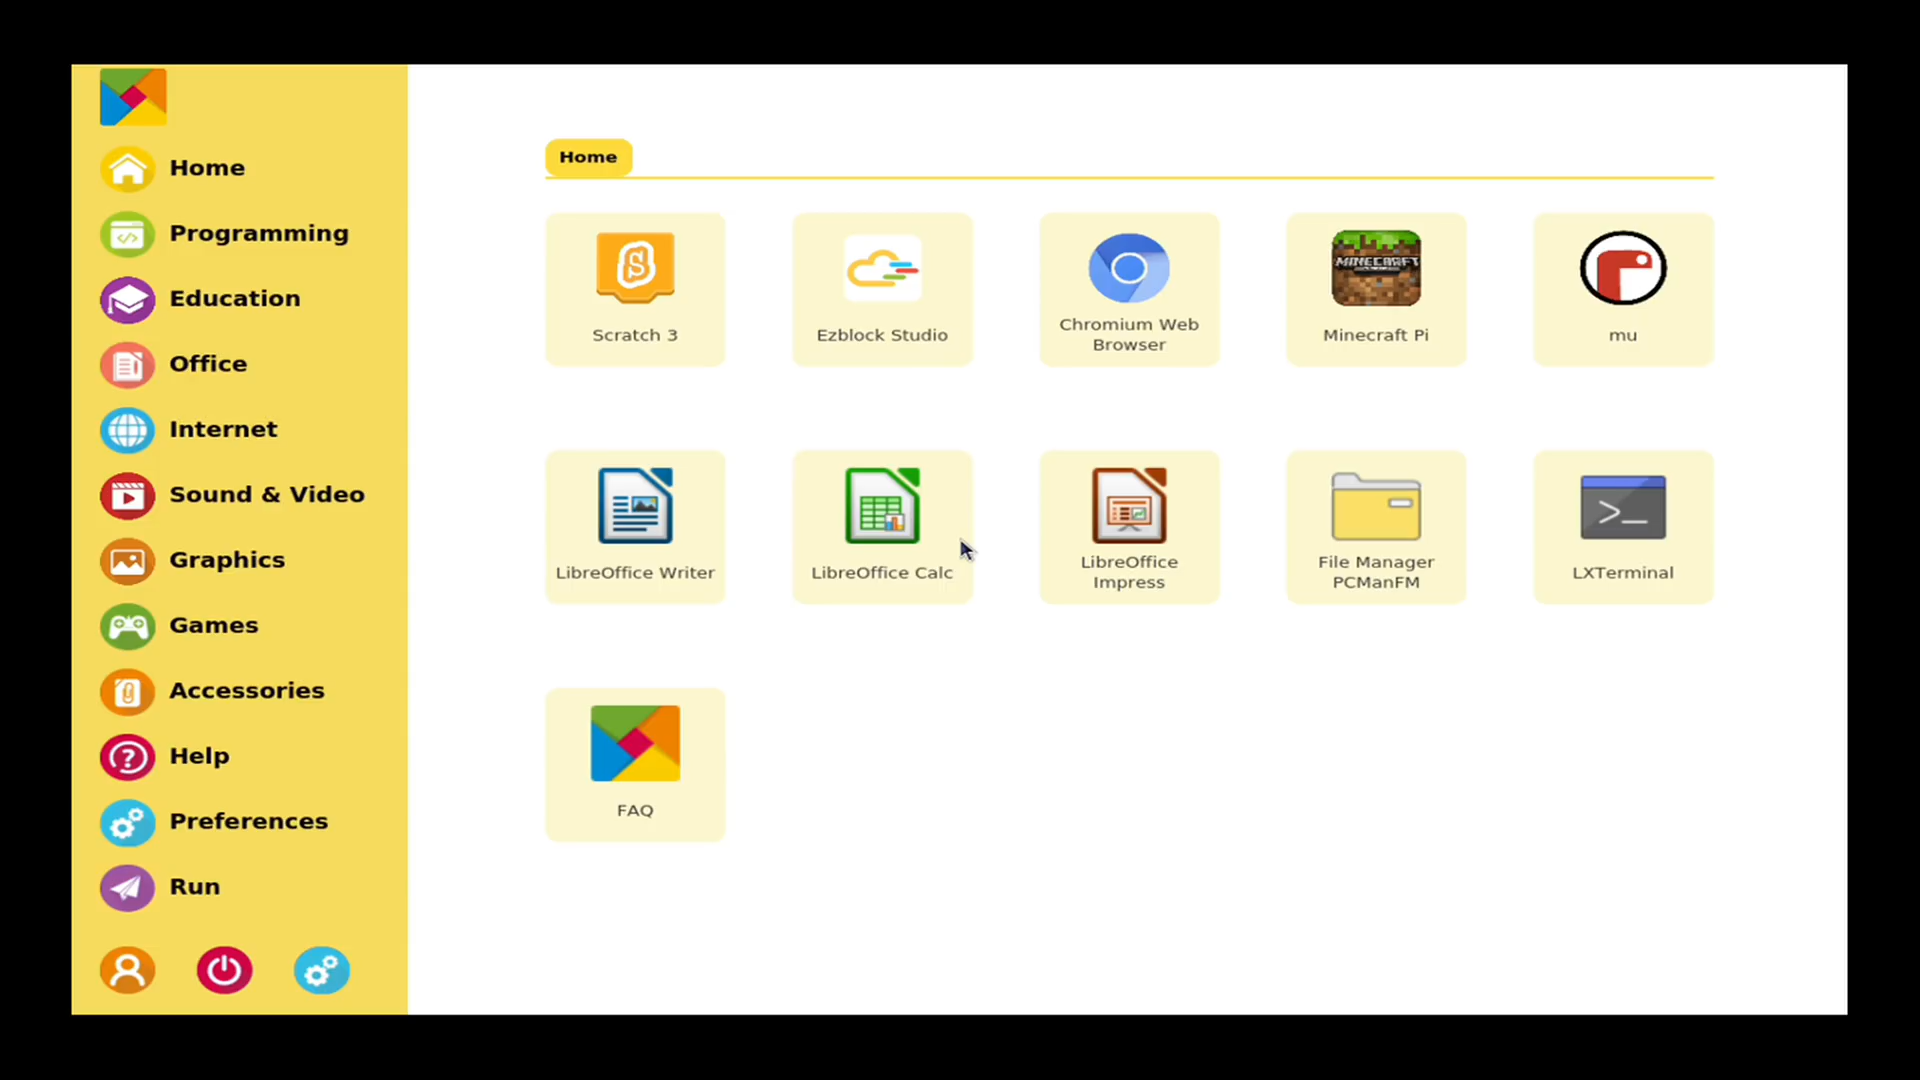 Home
Programming
Education
Office
Internet
Sound & Video
Graphics
Games
Accessories
Help
Preferences
Run
Home
Scratch 3
Ezblock Studio
Chromium Web
Browser
MINECRAFT
Minecraft Pi
mu
LibreOffice Writer
LibreOffice Calc
LibreOffice
Impress
File Manager
PCManFM
>_
LXTerminal
FAQ